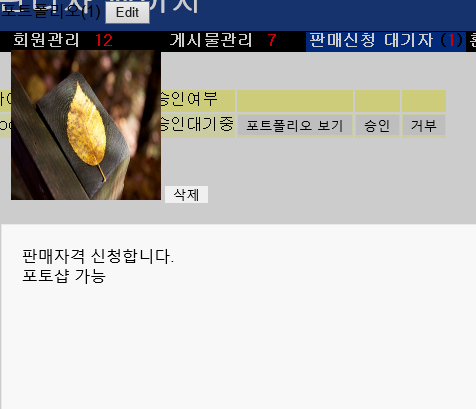 포트폴리오(1) Edit
회원관리 12 게시물관리 7 판매신청 대기자 (1)
승인여부
승인대기중 포트폴리오 보기 승인 거부
삭제
판매자격 신청합니다.
포토샵 가능